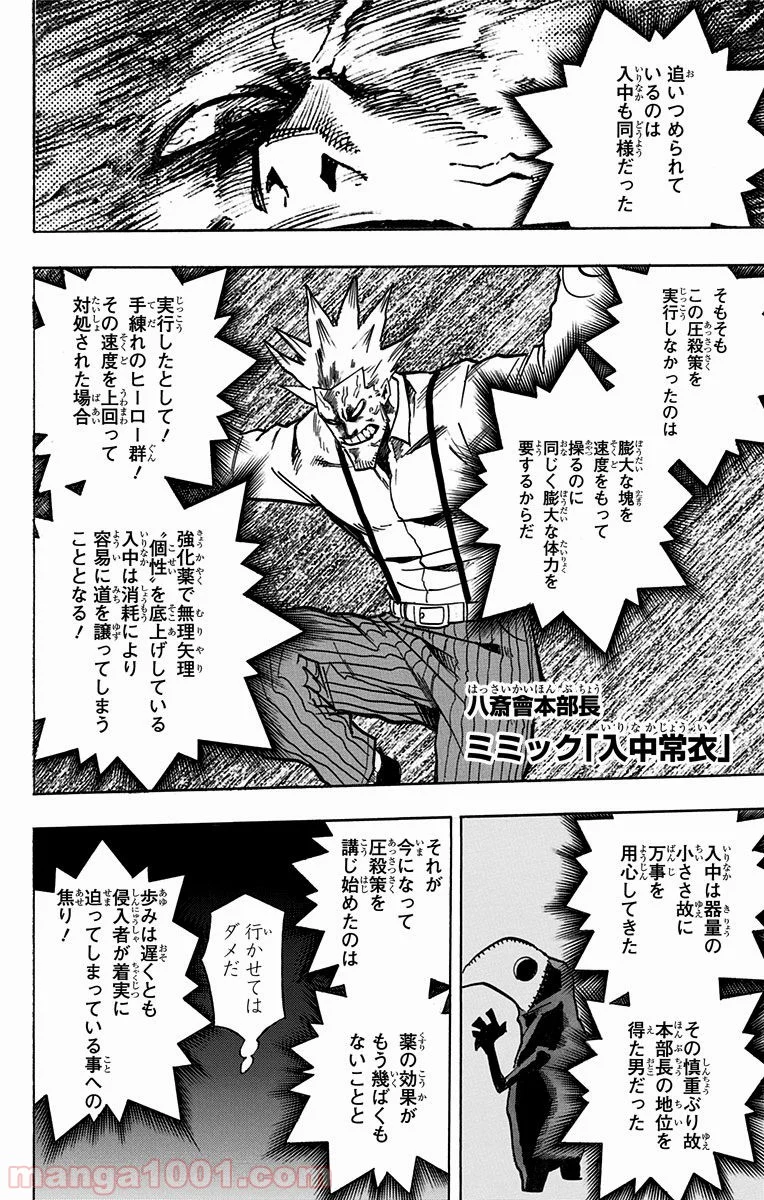 追いつめられて
いるのは
入中も同様だった
そもそも
この圧殺策を
実行しなかったのは
膨大な塊を
速度をもって
操るのに
同じく膨大な体力を
要するからだ
実行したとして！
手練れのヒーロー群！
その速度を上回って
対処された場合
強化薬で無理矢理
〝個性〟を底上げしている
入中は消耗により
容易に道を譲ってしまう
こととなる！
八斎會本部長
ミミック「入中常衣」
入中は器量の
小ささ故に
万事を
用心してきた
その慎重ぶり故
本部長の地位を
得た男だった
それが
今になって
圧殺策を
講じ始めたのは
薬の効果が
もう幾ばくも
ないことと
行かせては
ダメだ
歩みは遅くとも
侵入者が着実に
迫ってしまっている事への
焦り！
manga1001.com